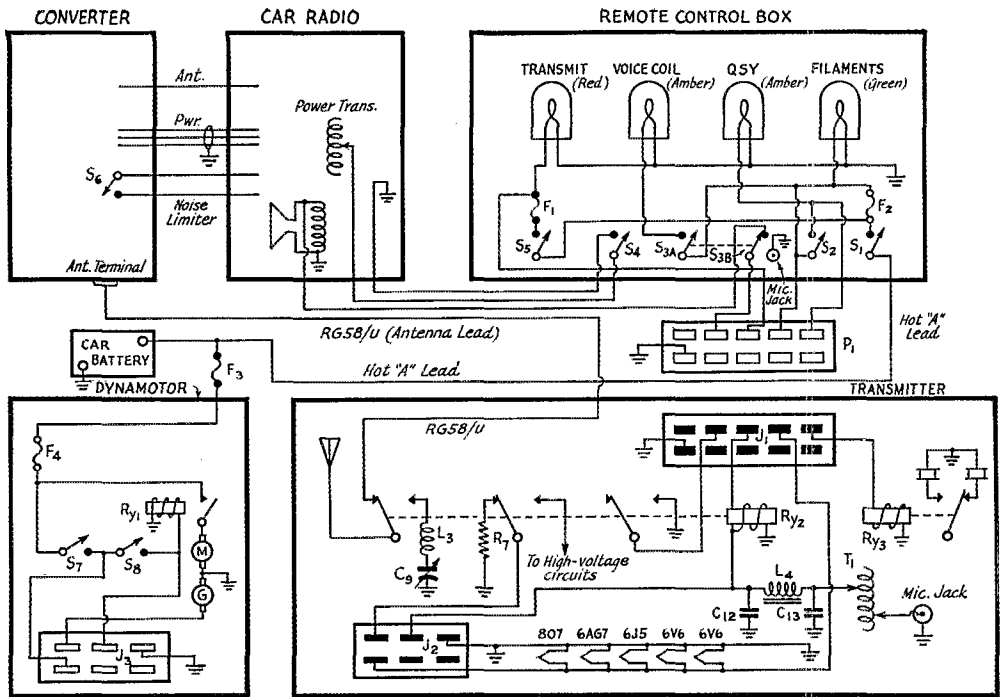 CONVERTER
CAR RADIO
REMOTE CONTROL BOX
Ant.
Pwr.
S6
Noise
Limiter
Ant. Terminal
Power Trans.
TRANSMIT
(Red)
VOICE COIL
(Amber)
QSY
(Amber)
FILAMENTS
(Green)
F1
F2
S5
S4
S3A
S3B
Mic.
Jack
S2
S1
P1
RG58/U (Antenna Lead)
Hot "A"
Lead
CAR
BATTERY
F3
Hot "A" Lead
DYNAMOTOR
TRANSMITTER
F4
Ry1
S7
S8
M
G
J3
RG58/U
J1
L3
C9
R7
To High-voltage
circuits
Ry2
Ry3
L4
C12
C13
T1
Mic. Jack
J2
807
6AG7
6J5
6V6
6V6